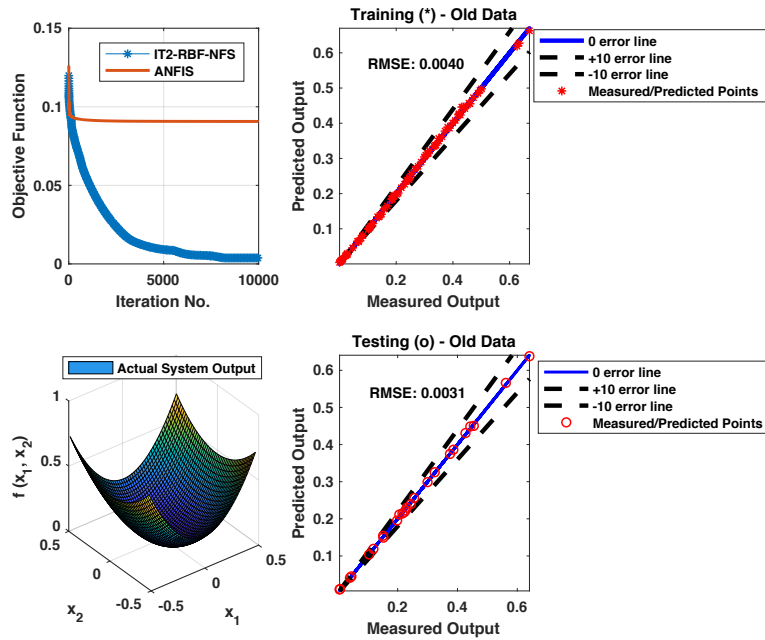 0.15
0.1
0.05
0
0
5000
10000
Objective Function
Iteration No.
IT2-RBF-NFS
ANFIS
Training (*) - Old Data
RMSE: 0.0040
0.6
0.5
0.4
0.3
0.2
0.1
0.2
0.4
0.6
Predicted Output
Measured Output
0 error line
+10 error line
-10 error line
Measured/Predicted Points
Actual System Output
1
0.5
0
0.5
0
-0.5
-0.5
0
0.5
f (x1, x2)
x2
x1
Testing (o) - Old Data
RMSE: 0.0031
0.6
0.5
0.4
0.3
0.2
0.1
0.2
0.4
0.6
Predicted Output
Measured Output
0 error line
+10 error line
-10 error line
Measured/Predicted Points